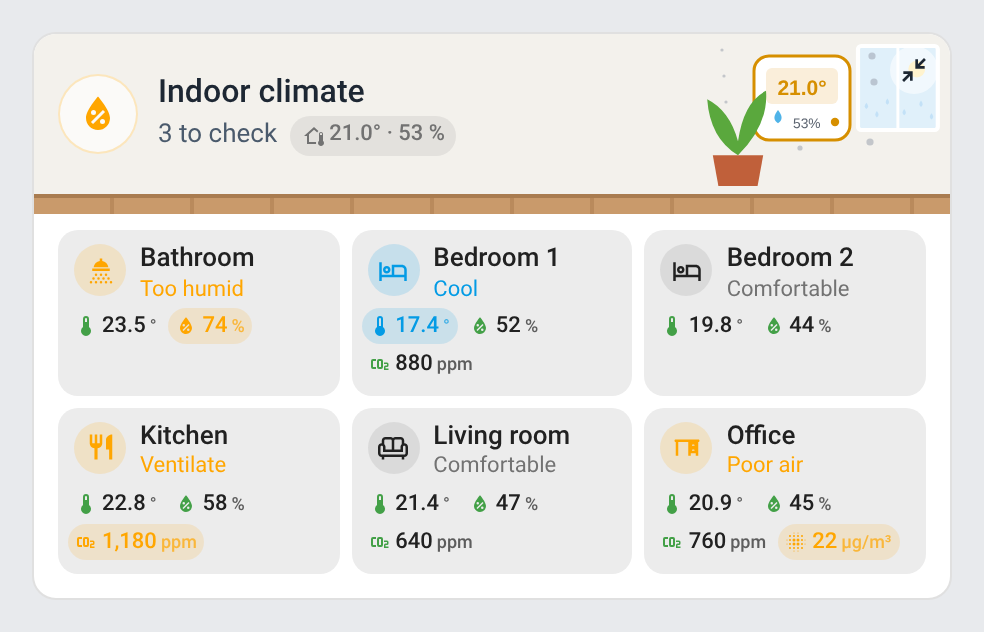 Indoor climate
3 to check 21.0° · 53 %
21.0°
53%
Bathroom
Too humid
23.5 ° 74 %
Bedroom 1
Cool
17.4 ° 52 %
CO₂ 880 ppm
Bedroom 2
Comfortable
19.8 ° 44 %
Kitchen
Ventilate
22.8 ° 58 %
CO₂ 1,180 ppm
Living room
Comfortable
21.4 ° 47 %
CO₂ 640 ppm
Office
Poor air
20.9 ° 45 %
CO₂ 760 ppm 22 µg/m³